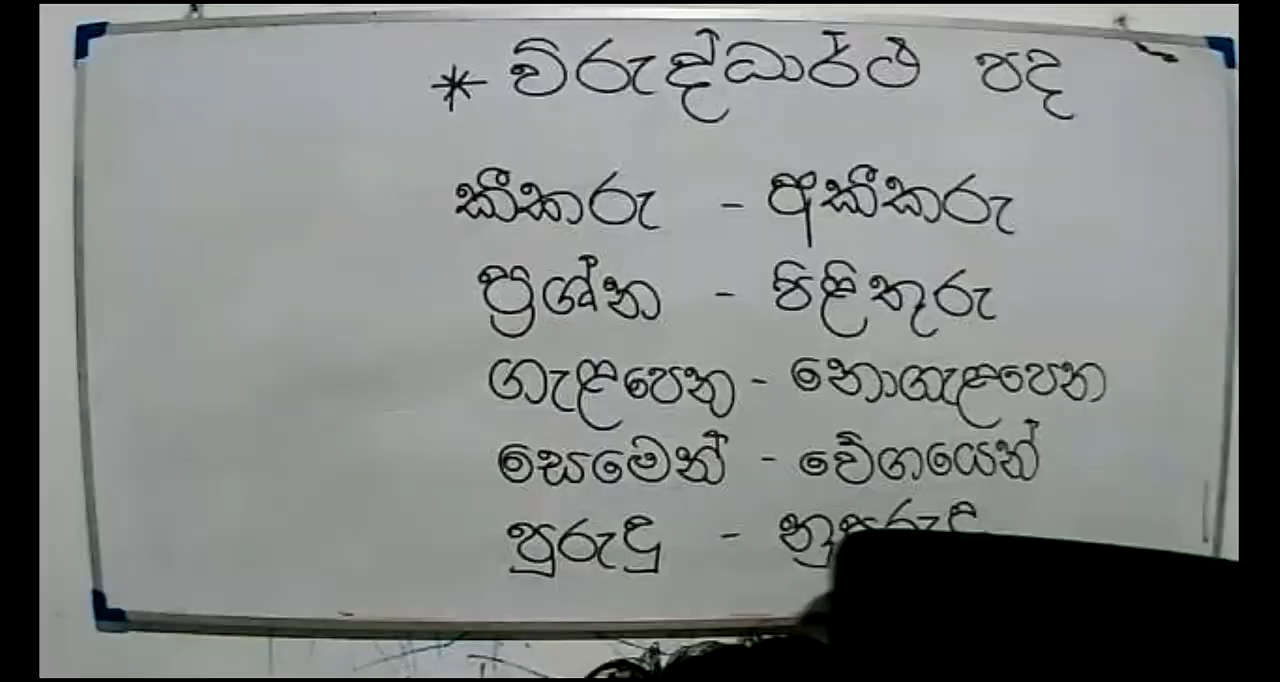 * විරුද්ධාර්ථ පද
කීකරු - අකීකරු
ප්‍රශ්න - පිළිතුරු
ගැළපෙන - නොගැළපෙන
සෙමෙන් - වේගයෙන්
පුරුදු -